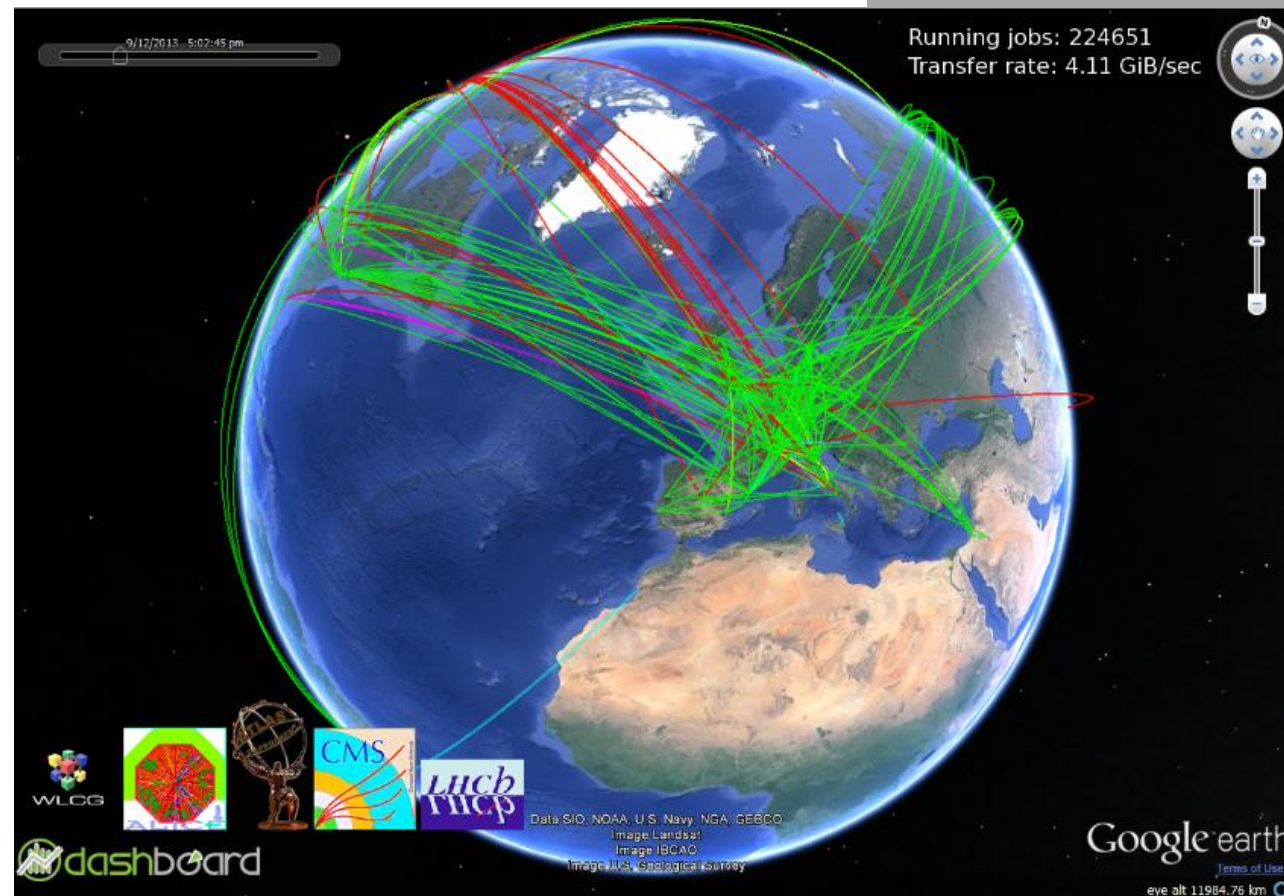 9/12/2013 5:02:45 pm
Running jobs: 224651
Transfer rate: 4.11 GiB/sec
N
WLCG
ALICE
ATLAS
CMS
LHCb
dashboard
Data SIO, NOAA, U.S. Navy, NGA, GEBCO
Image Landsat
Image IBCAO
Image U.S. Geological Survey
Google earth
Terms of Use
eye alt 11984.76 km